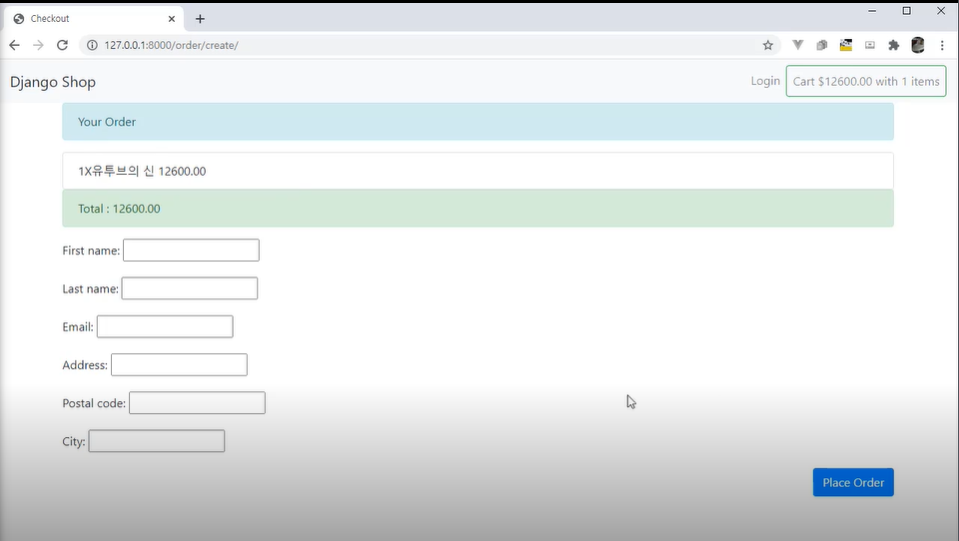 Checkout
127.0.0.1:8000/order/create/
Django Shop
Login
Cart $12600.00 with 1 items
Your Order
1X유투브의 신 12600.00
Total : 12600.00
First name:
Last name:
Email:
Address:
Postal code:
City:
Place Order